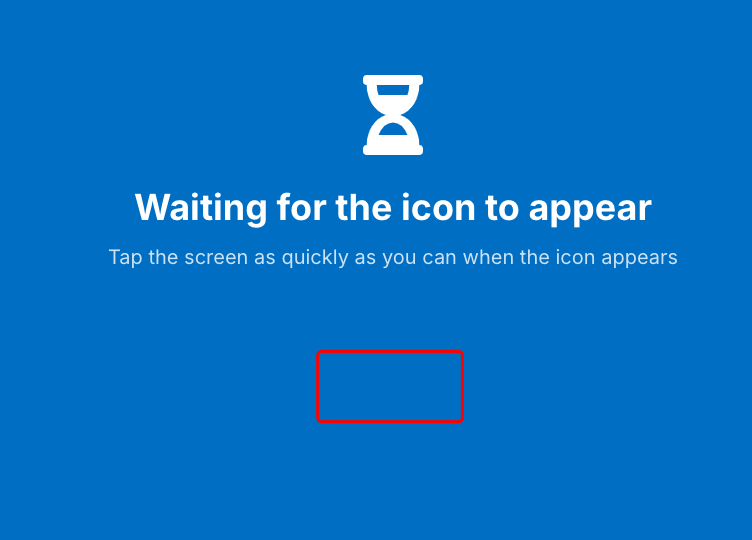 Waiting for the icon to appear
Tap the screen as quickly as you can when the icon appears